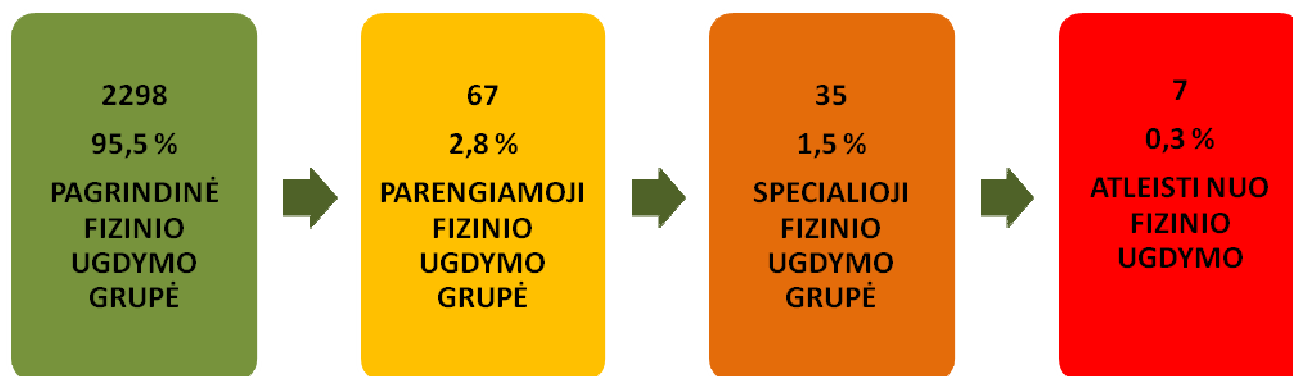 2298
95,5 %
PAGRINDINĖ
FIZINIO
UGDYMO
GRUPĖ
67
2,8 %
PARENGIAMOJI
FIZINIO
UGDYMO
GRUPĖ
35
1,5 %
SPECIALIOJI
FIZINIO
UGDYMO
GRUPĖ
7
0,3 %
ATLEISTI NUO
FIZINIO
UGDYMO